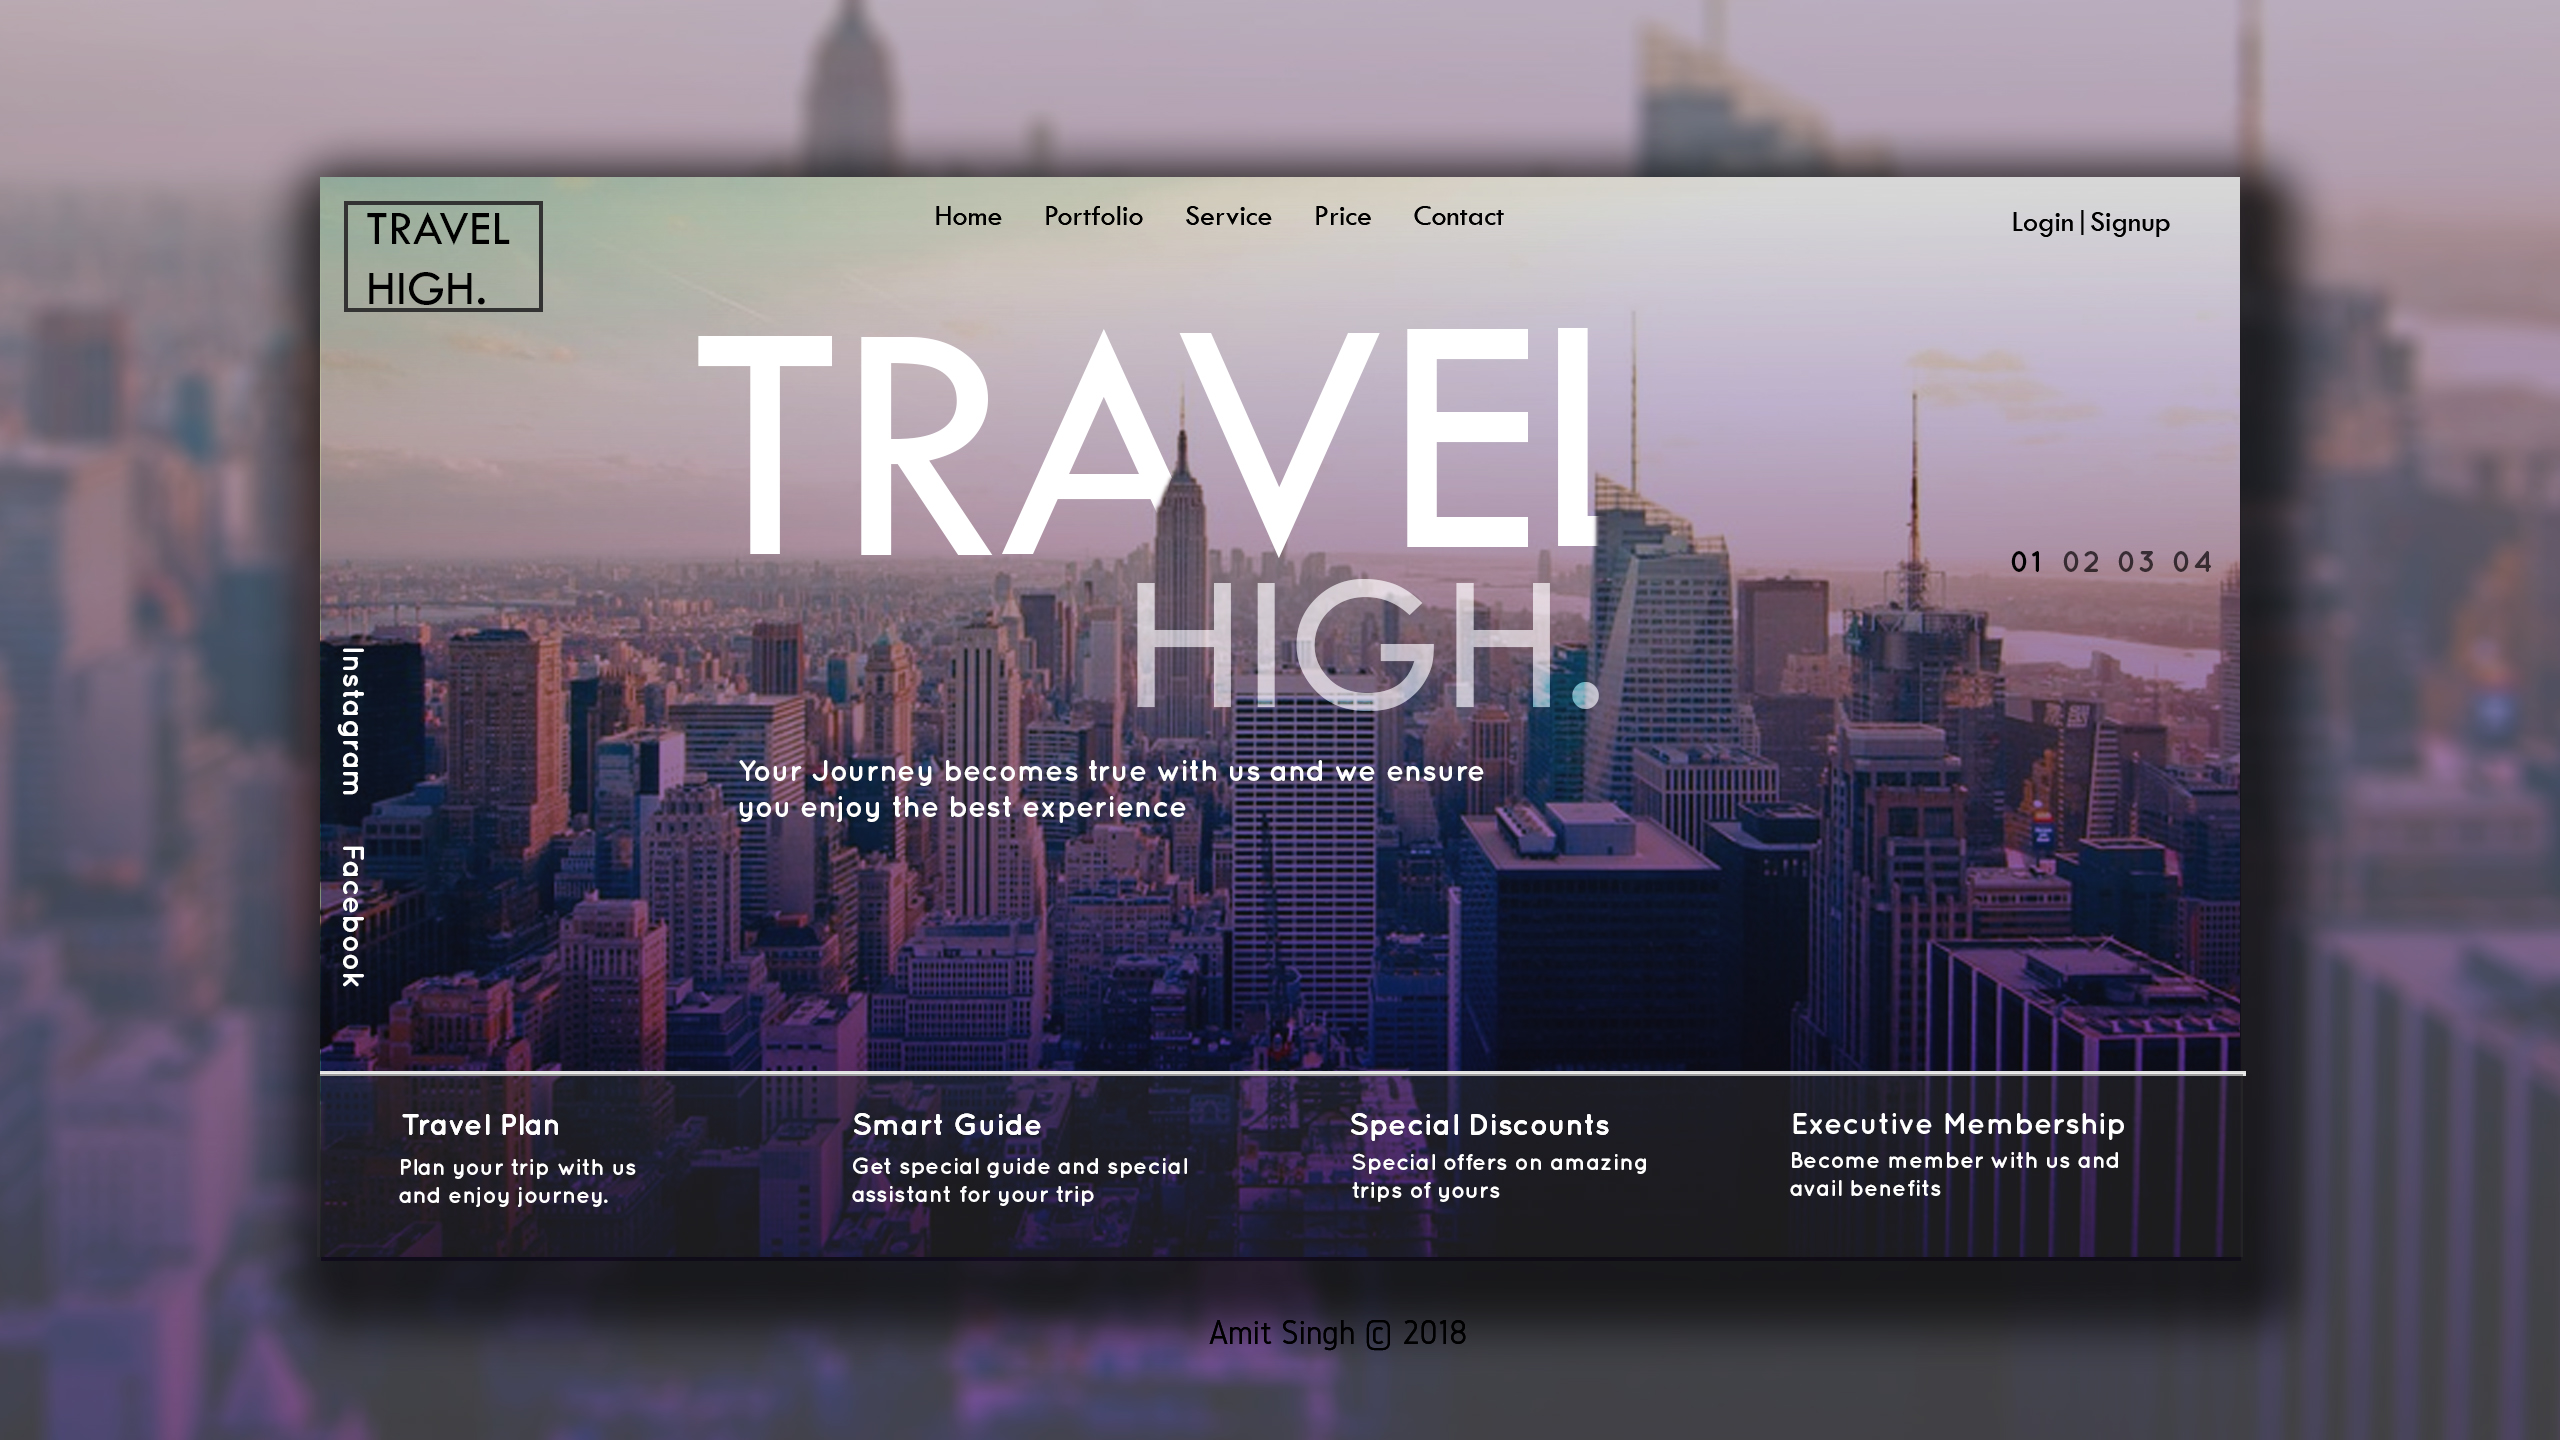 TRAVEL
HIGH.
Home Portfolio Service Price Contact
Login | Signup
TRAVEL
HIGH.
01 02 03 04
Instagram
Facebook
Your Journey becomes true with us and we ensure
you enjoy the best experience
Travel Plan
Plan your trip with us
and enjoy journey.
Smart Guide
Get special guide and special
assistant for your trip
Special Discounts
Special offers on amazing
trips of yours
Executive Membership
Become member with us and
avail benefits
Amit Singh © 2018